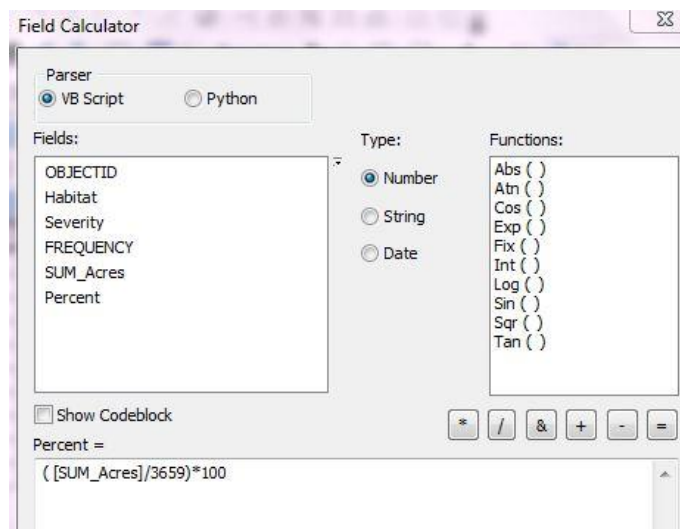 Field Calculator
Parser
VB Script
Python
Fields:
OBJECTID
Habitat
Severity
FREQUENCY
SUM_Acres
Percent
Type:
Number
String
Date
Functions:
Abs ( )
Atn ( )
Cos ( )
Exp ( )
Fix ( )
Int ( )
Log ( )
Sin ( )
Sqr ( )
Tan ( )
Show Codeblock
* / & + - =
Percent =
( [SUM_Acres]/3659)*100